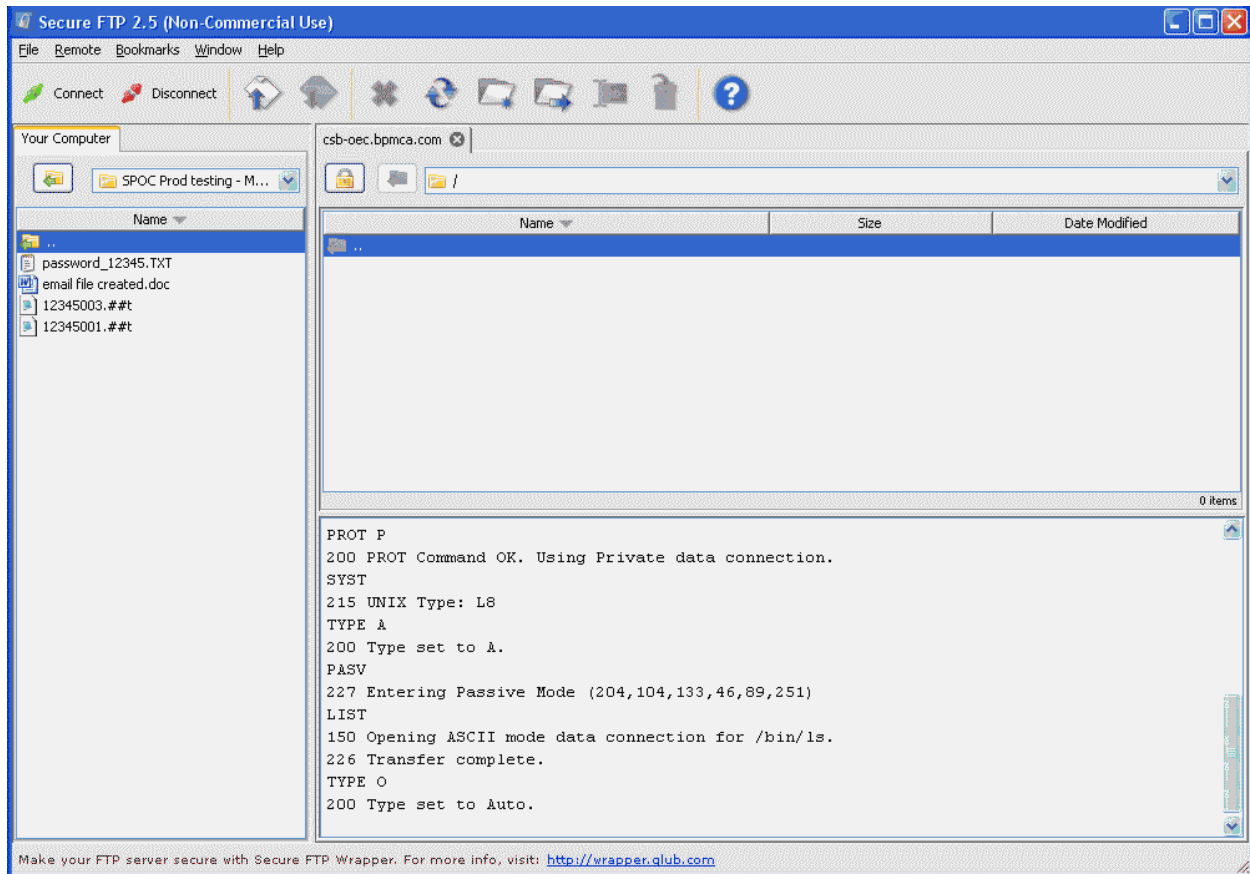 Secure FTP 2.5 (Non-Commercial Use)
File Remote Bookmarks Window Help
Connect Disconnect
Your Computer
csb-oec.bpmca.com
SPOC Prod testing - M...
/
Name
Name Size Date Modified
..
..
password_12345.TXT
email file created.doc
12345003.##t
12345001.##t
0 items
PROT P
200 PROT Command OK. Using Private data connection.
SYST
215 UNIX Type: L8
TYPE A
200 Type set to A.
PASV
227 Entering Passive Mode (204,104,133,46,89,251)
LIST
150 Opening ASCII mode data connection for /bin/ls.
226 Transfer complete.
TYPE O
200 Type set to Auto.
Make your FTP server secure with Secure FTP Wrapper. For more info, visit: http://wrapper.glub.com